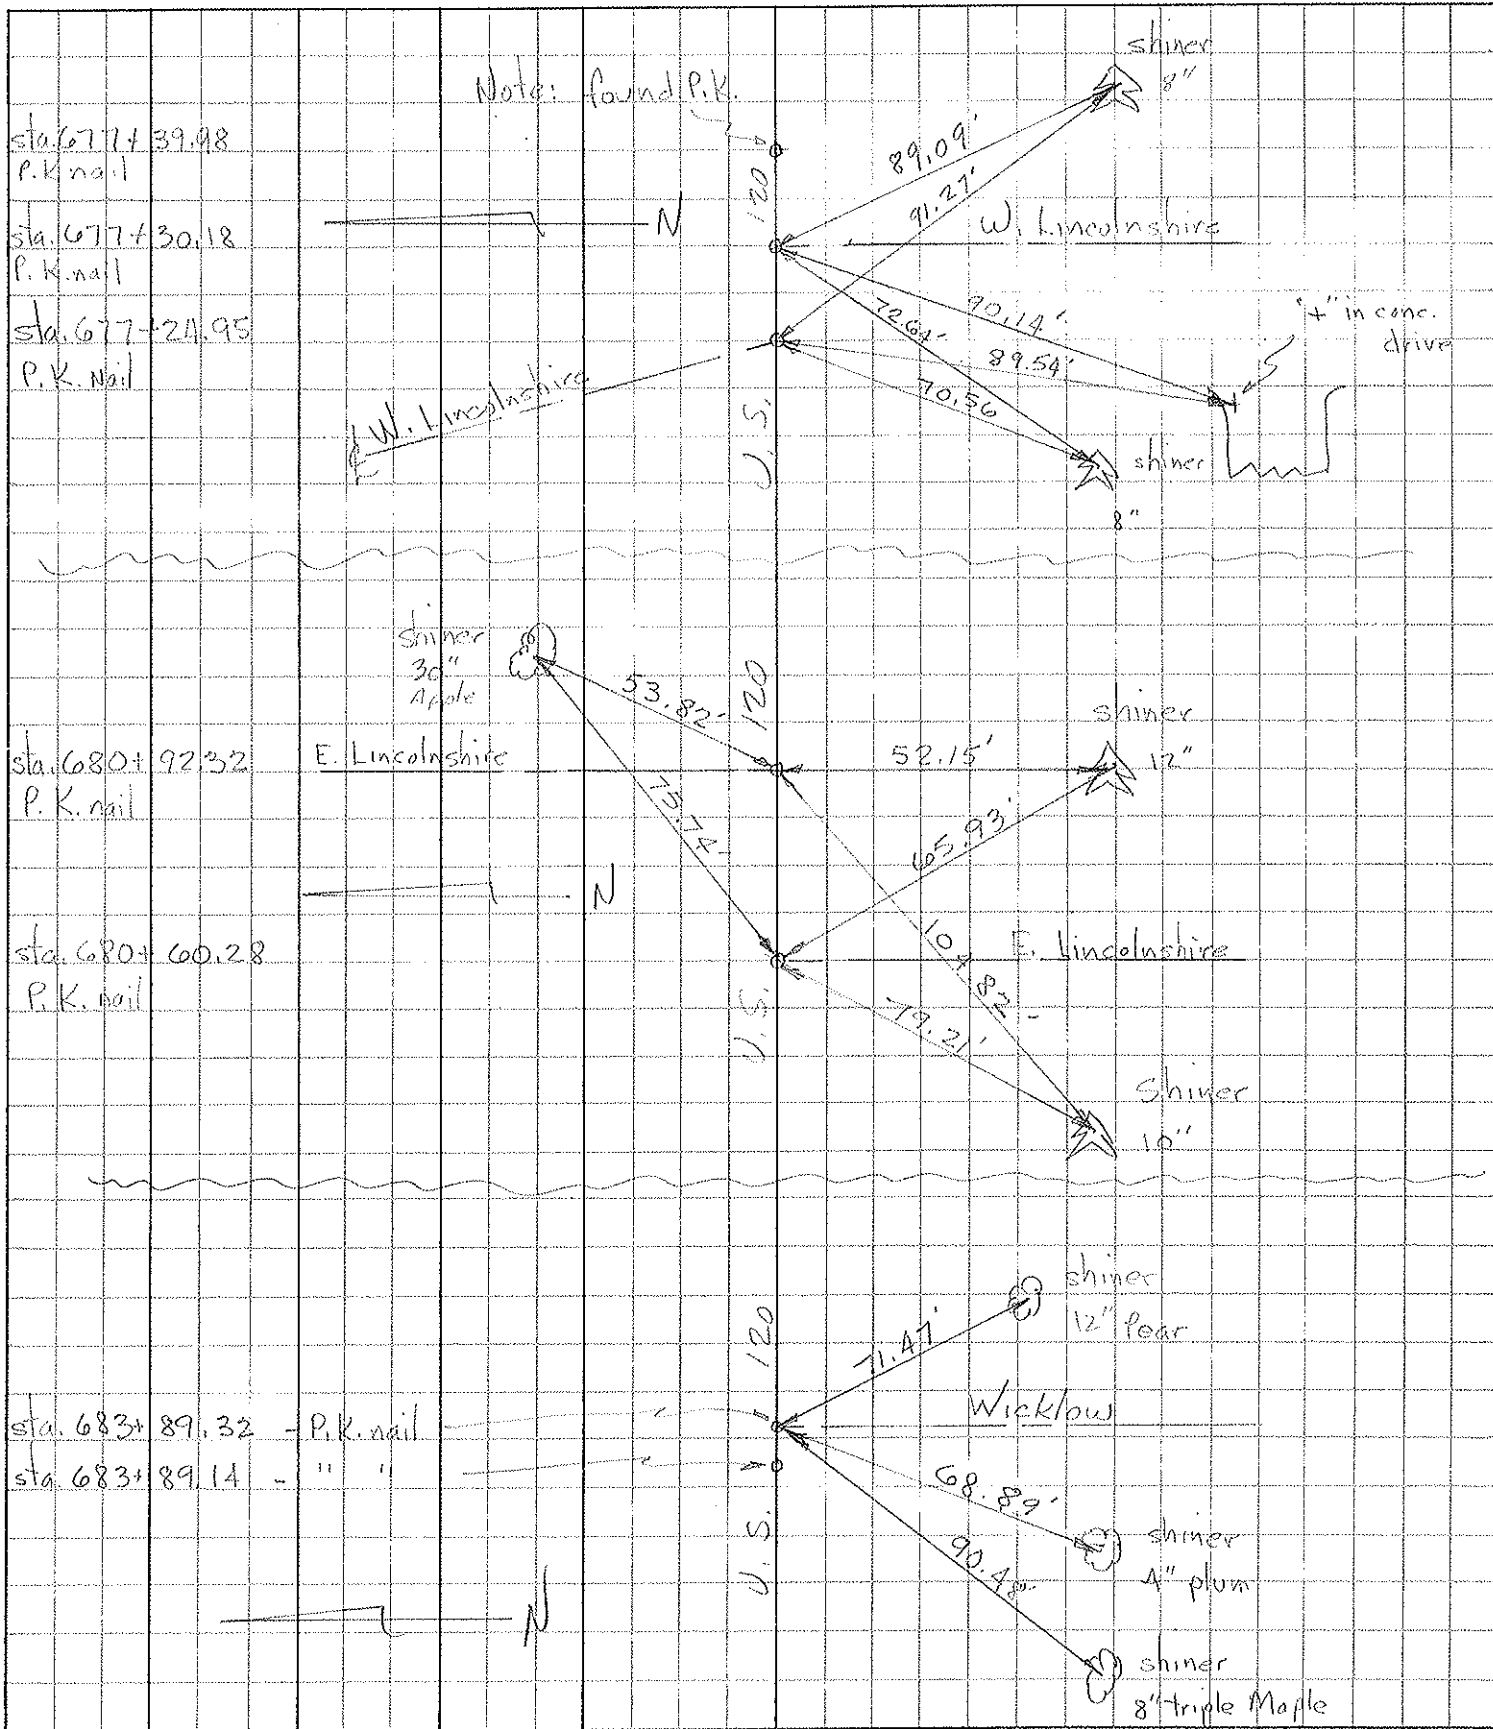 shiner
8"
Note: found P.K.
sta. 677+39.98
P.K. nail
89.09'
120
91.27'
N
W. Lincolnshire
sta. 677+30.18
P.K. nail
90.14'
"+" in conc.
drive
72.64'
sta. 677+24.95
P.K. Nail
89.54'
70.56
W. Lincolnshire
U.S.
shiner
8"
shiner
30"
Apple
53.82'
120
shiner
12"
52.15'
sta. 680+92.32
P.K. nail
E. Lincolnshire
75.74'
65.93'
N
sta. 680+60.28
P.K. nail
E. Lincolnshire
104.82'
79.21'
U.S.
Shiner
10"
shiner
12" Pear
120
71.47'
Wicklow
sta. 683+89.32 - P.K. nail
sta. 683+89.14 - " "
68.89'
U.S.
shiner
4" plum
90.48'
N
shiner
8" triple Maple